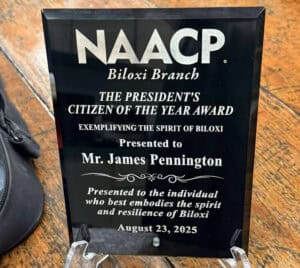 NAACP.
Biloxi Branch
THE PRESIDENT'S
CITIZEN OF THE YEAR AWARD
EXEMPLIFYING THE SPIRIT OF BILOXI
Presented to
Mr. James Pennington
Presented to the individual
who best embodies the spirit
and resilience of Biloxi
August 23, 2025